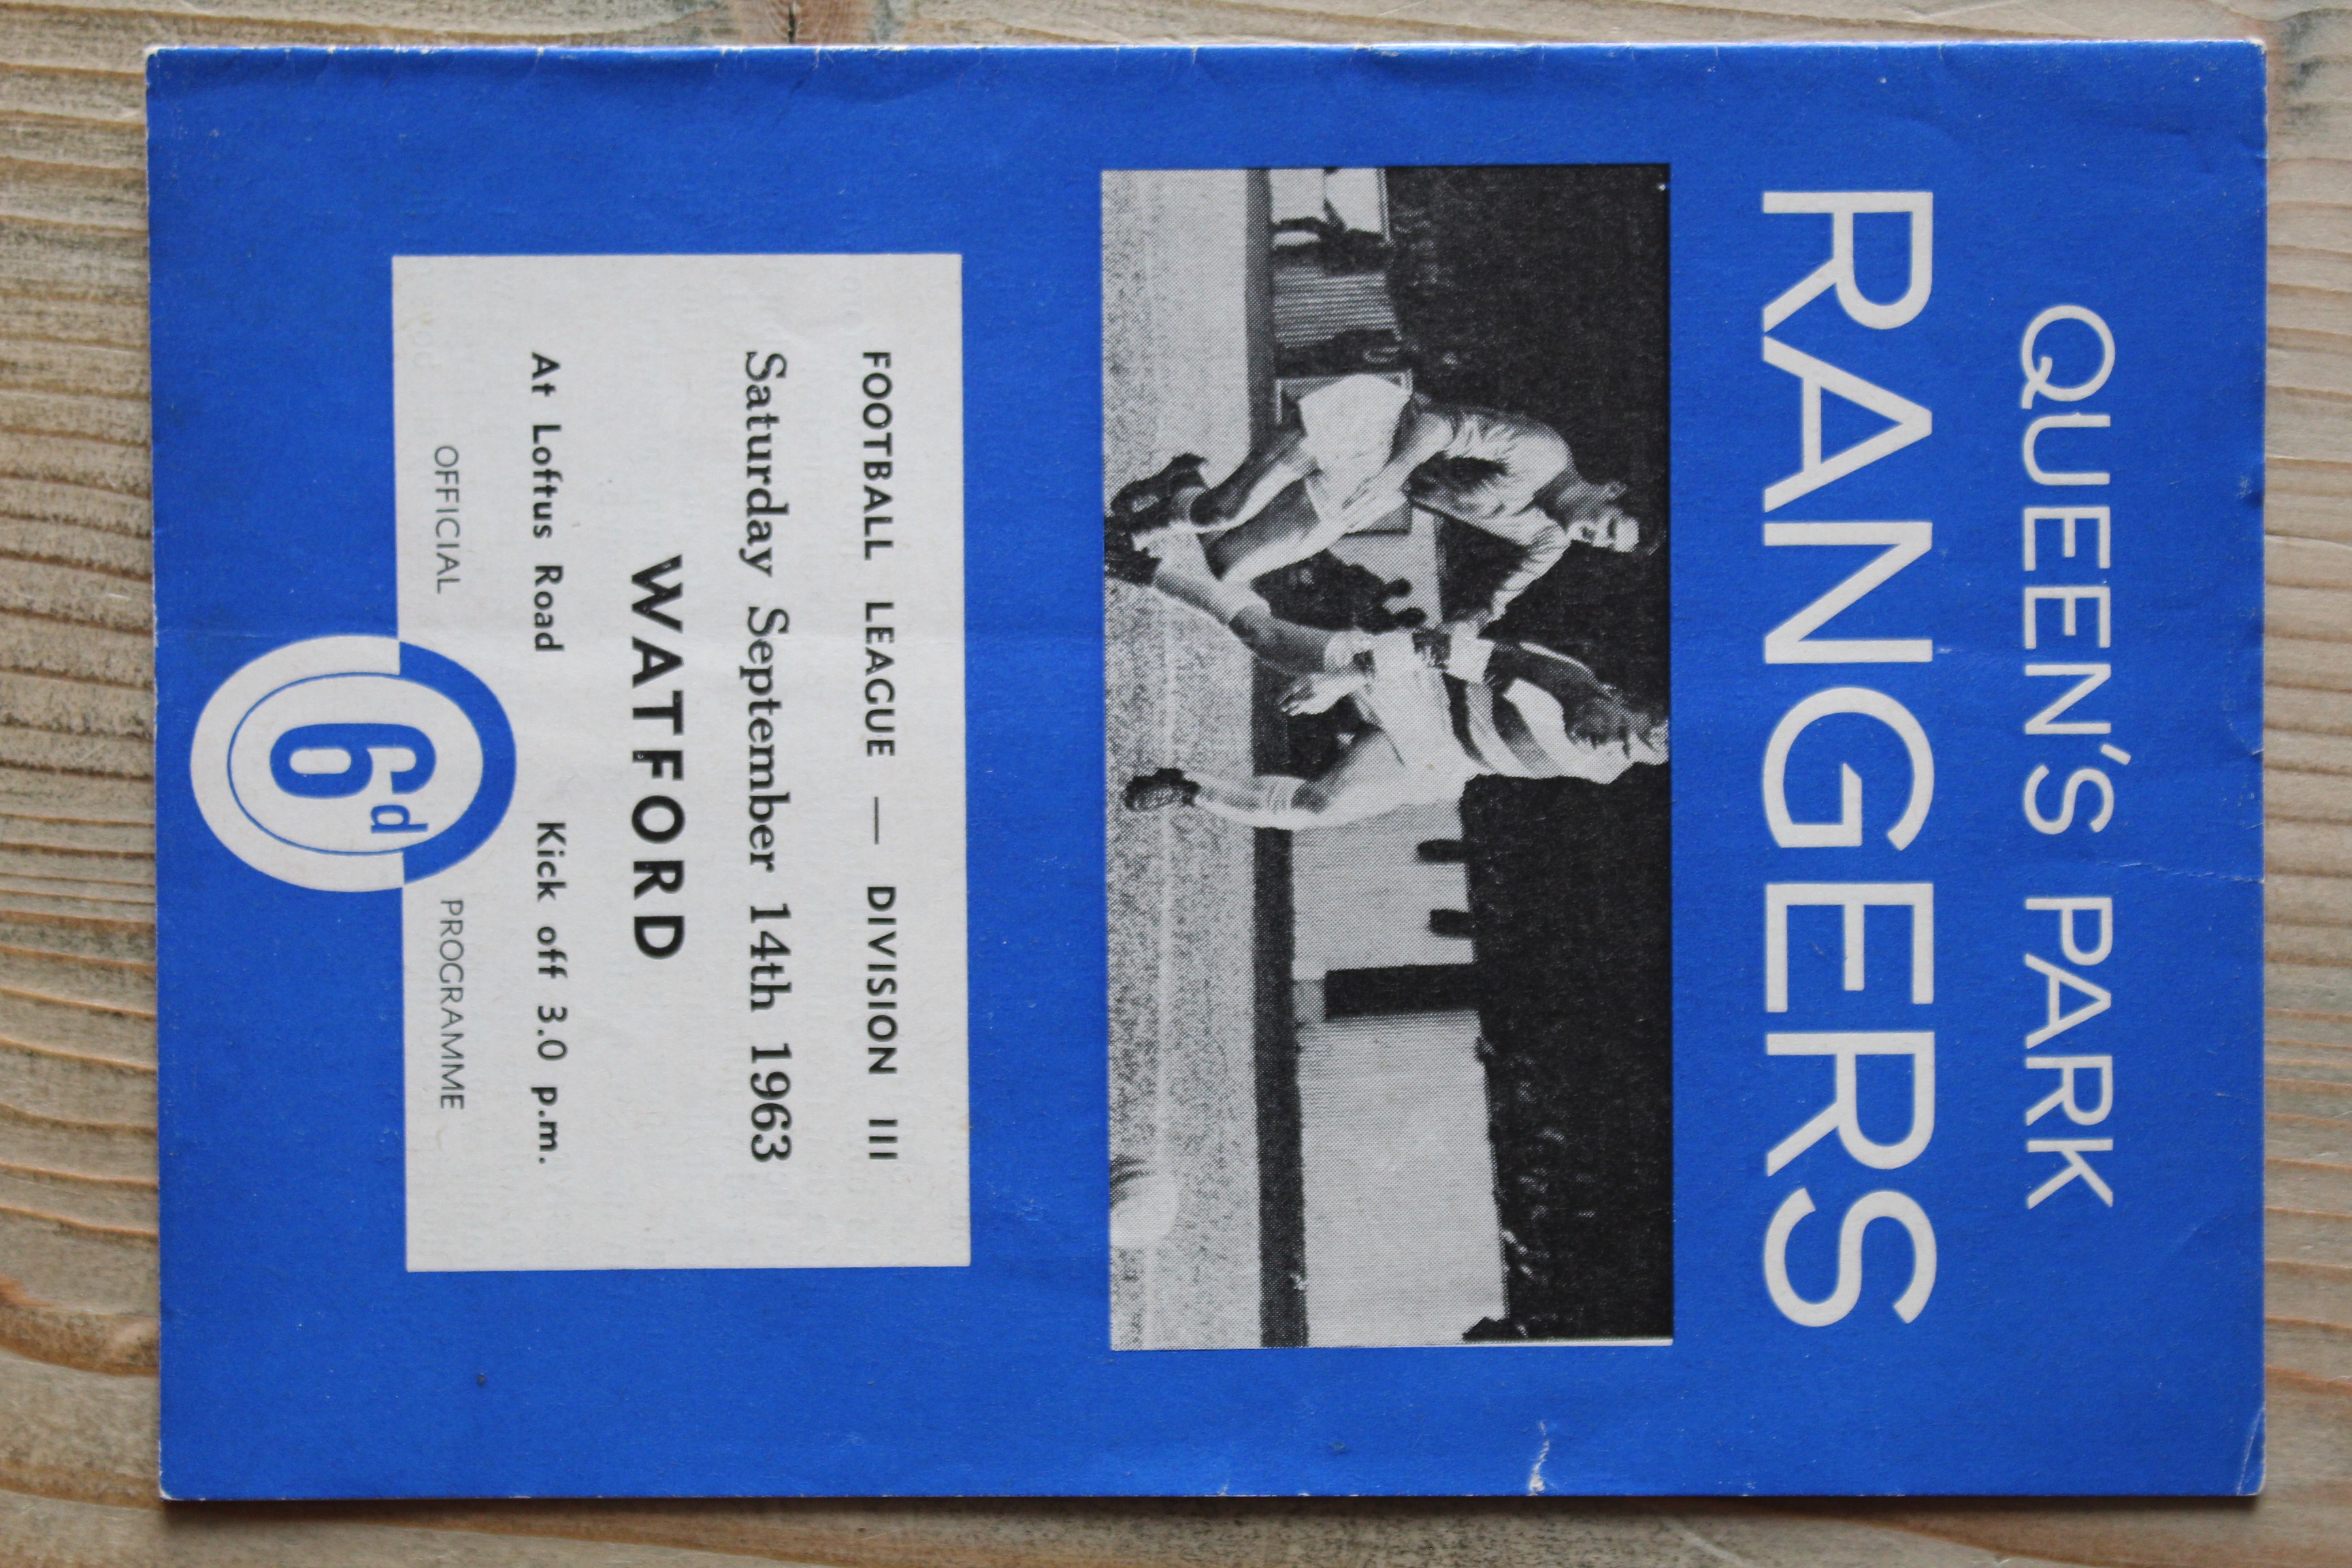 QUEEN'S PARK
RANGERS
FOOTBALL LEAGUE — DIVISION III
Saturday September 14th 1963
WATFORD
At Loftus Road Kick off 3.0 p.m.
OFFICIAL PROGRAMME
6d